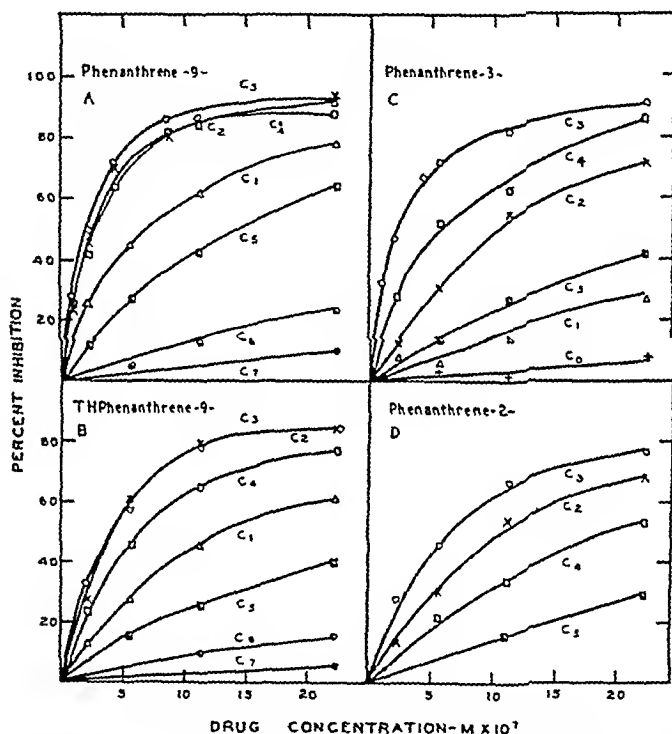 PERCENT INHIBITION
Phenanthrene-9-
A
100
80
60
40
20
C3
C2
C4
C1
C5
C6
C7
Phenanthrene-3-
C
C3
C4
C2
C3
C1
C0
THPhenanthrene-9-
B
80
60
40
20
C3
C2
C4
C1
C5
C6
C7
5 10 15 20
Phenanthrene-2-
D
C3
C2
C4
C5
5 10 15 20
DRUG CONCENTRATION-M X10⁷